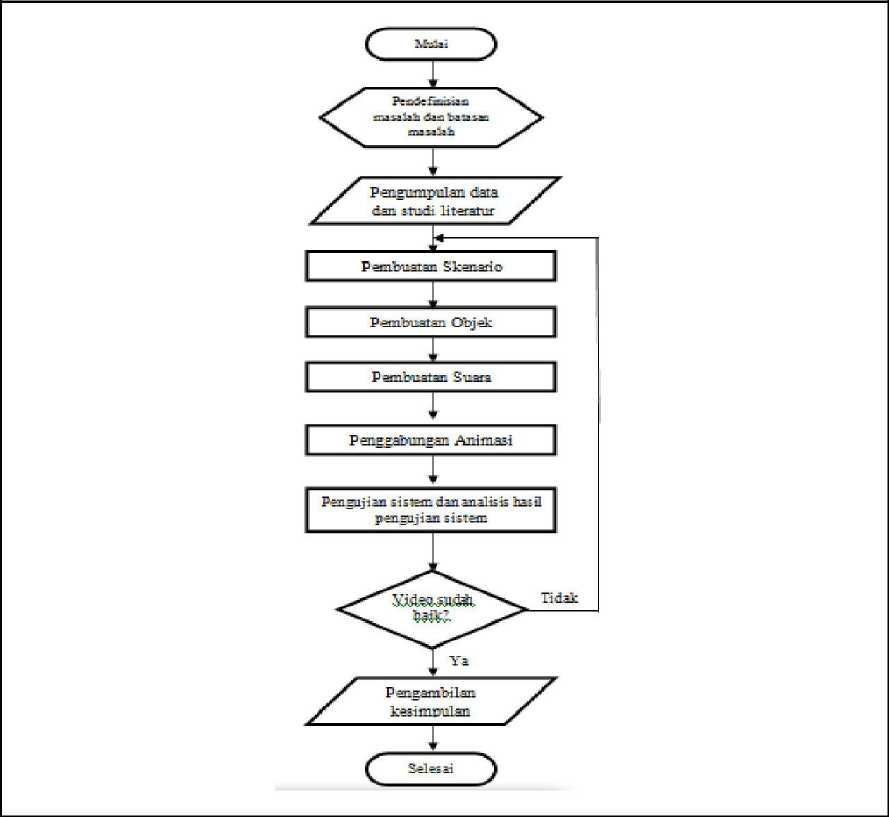 Mulai
Pendefinisian
masalah dan batasan
masalah
Pengumpulan data
dan studi literatur
Pembuatan Skenario
Pembuatan Objek
Pembuatan Suara
Penggabungan Animasi
Pengujian sistem dan analisis hasil
pengujian sistem
Video sudah
baik?
Tidak
Ya
Pengambilan
kesimpulan
Selesai